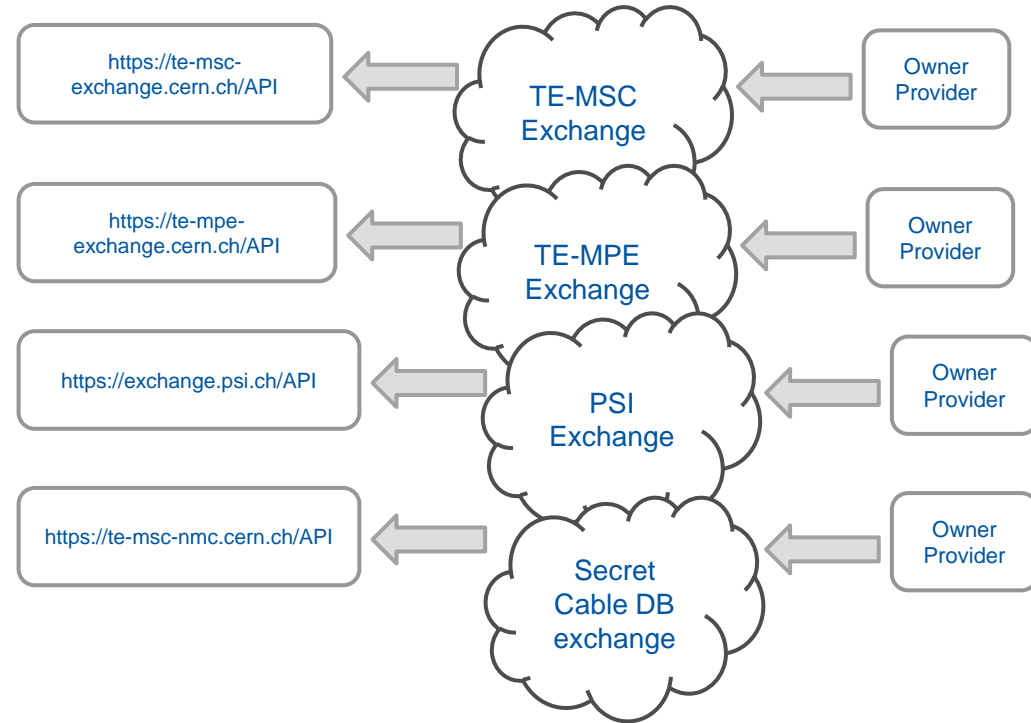 https://te-msc-
exchange.cern.ch/API
TE-MSC
Exchange
Owner
Provider
https://te-mpe-
exchange.cern.ch/API
TE-MPE
Exchange
Owner
Provider
https://exchange.psi.ch/API
PSI
Exchange
Owner
Provider
https://te-msc-nmc.cern.ch/API
Secret
Cable DB
exchange
Owner
Provider